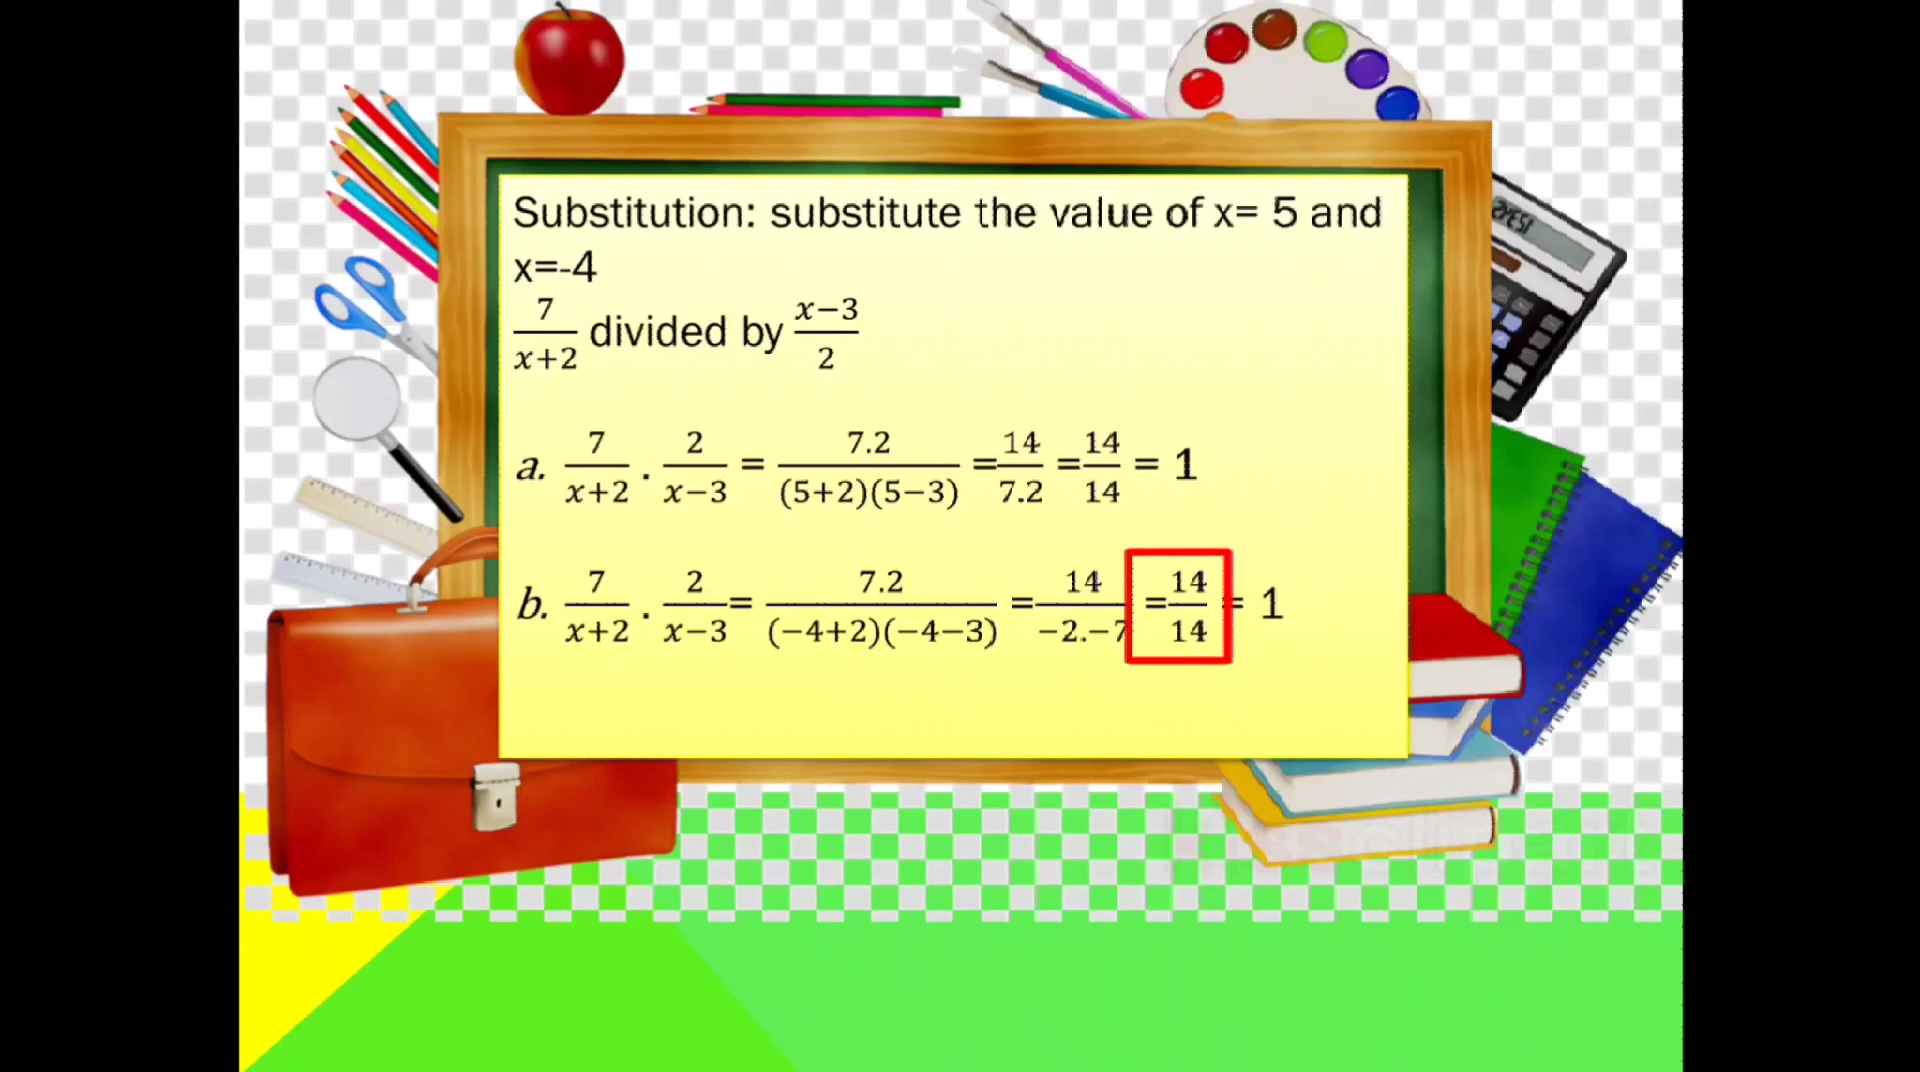 Substitution: substitute the value of x= 5 and
x=-4
7/(x+2) divided by (x−3)/2
a. 7/(x+2) . 2/(x−3) = 7.2/((5+2)(5−3)) = 14/7.2 = 14/14 = 1
b. 7/(x+2) . 2/(x−3) = 7.2/((−4+2)(−4−3)) = 14/(−2.−7) = 14/14 = 1